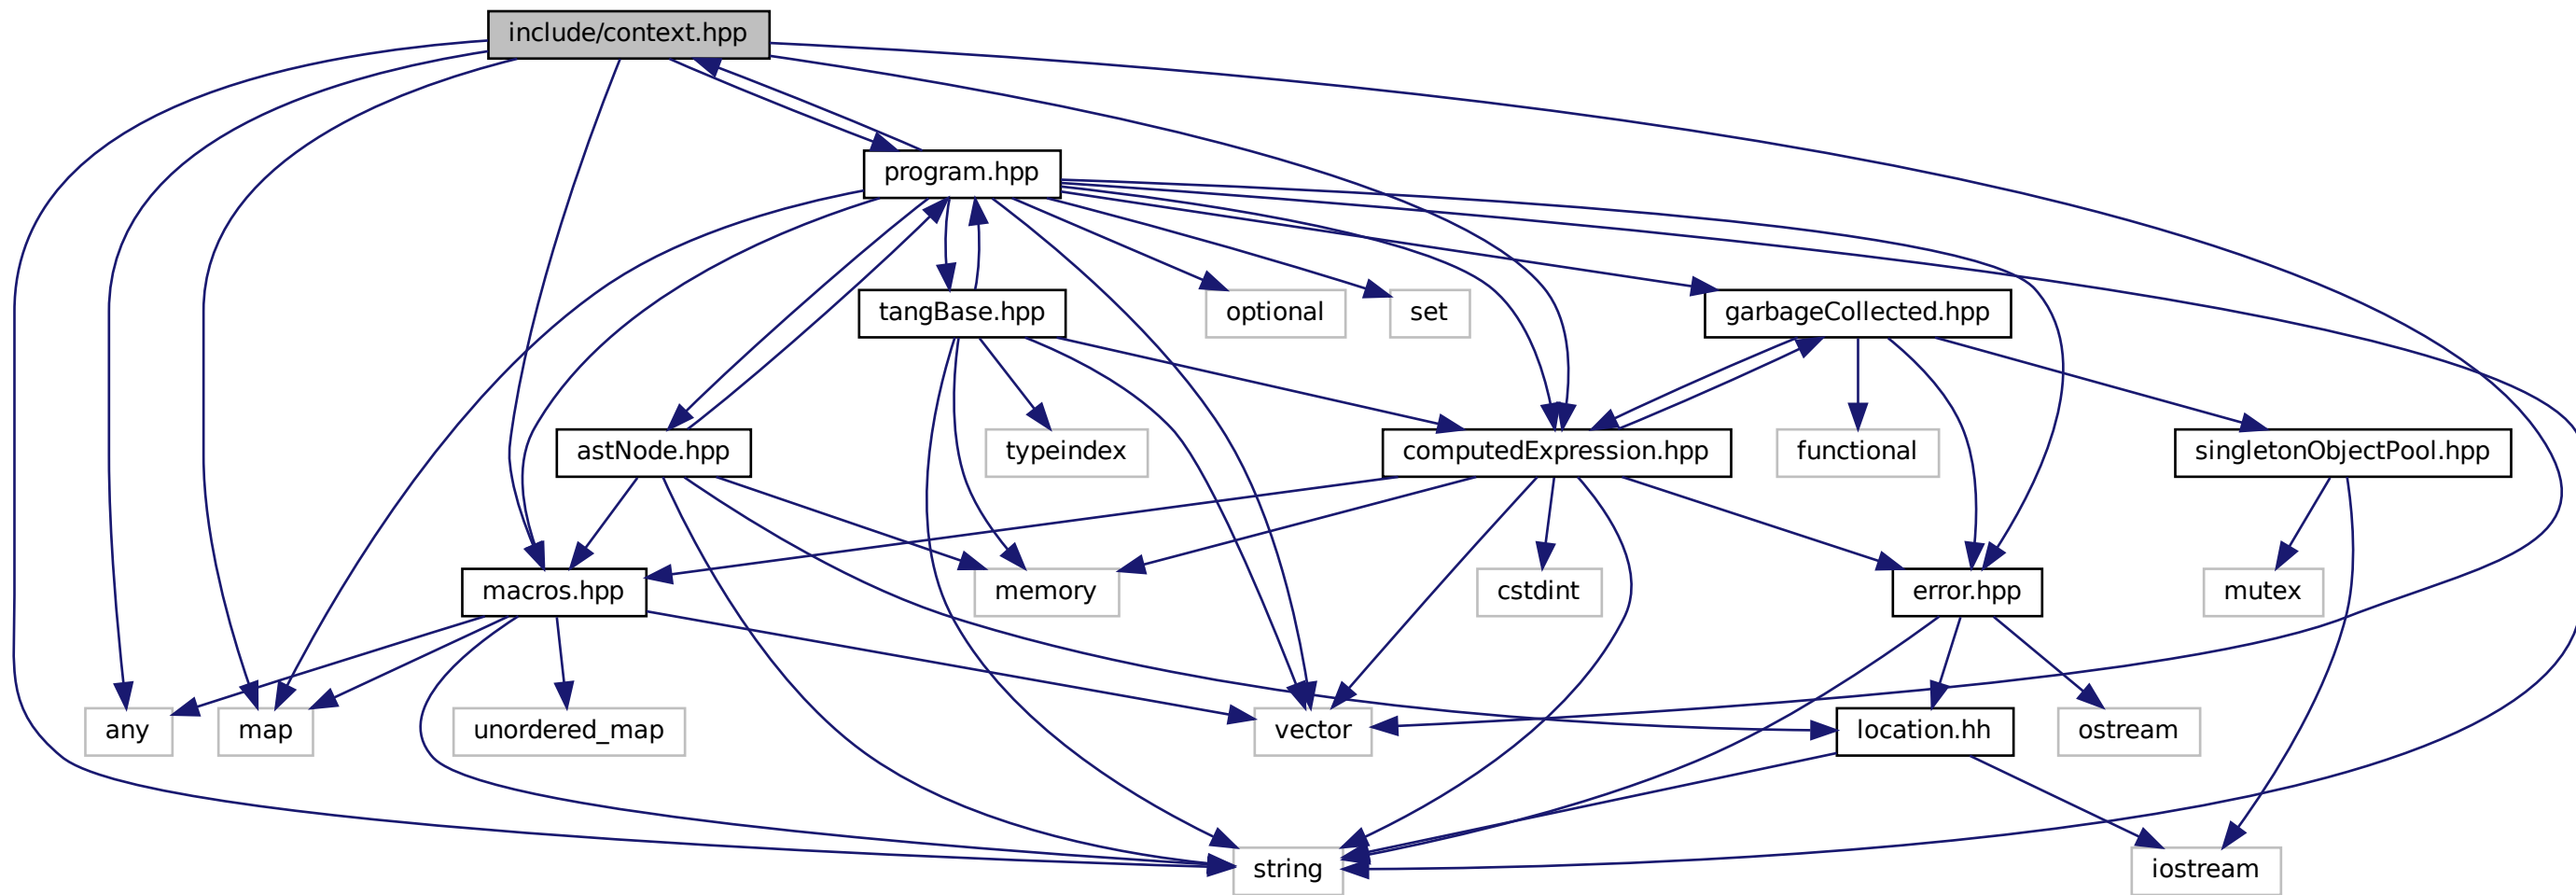 include/context.hpp
program.hpp
tangBase.hpp
optional
set
garbageCollected.hpp
astNode.hpp
typeindex
computedExpression.hpp
functional
singletonObjectPool.hpp
macros.hpp
memory
cstdint
error.hpp
mutex
any
map
unordered_map
vector
location.hh
ostream
string
iostream